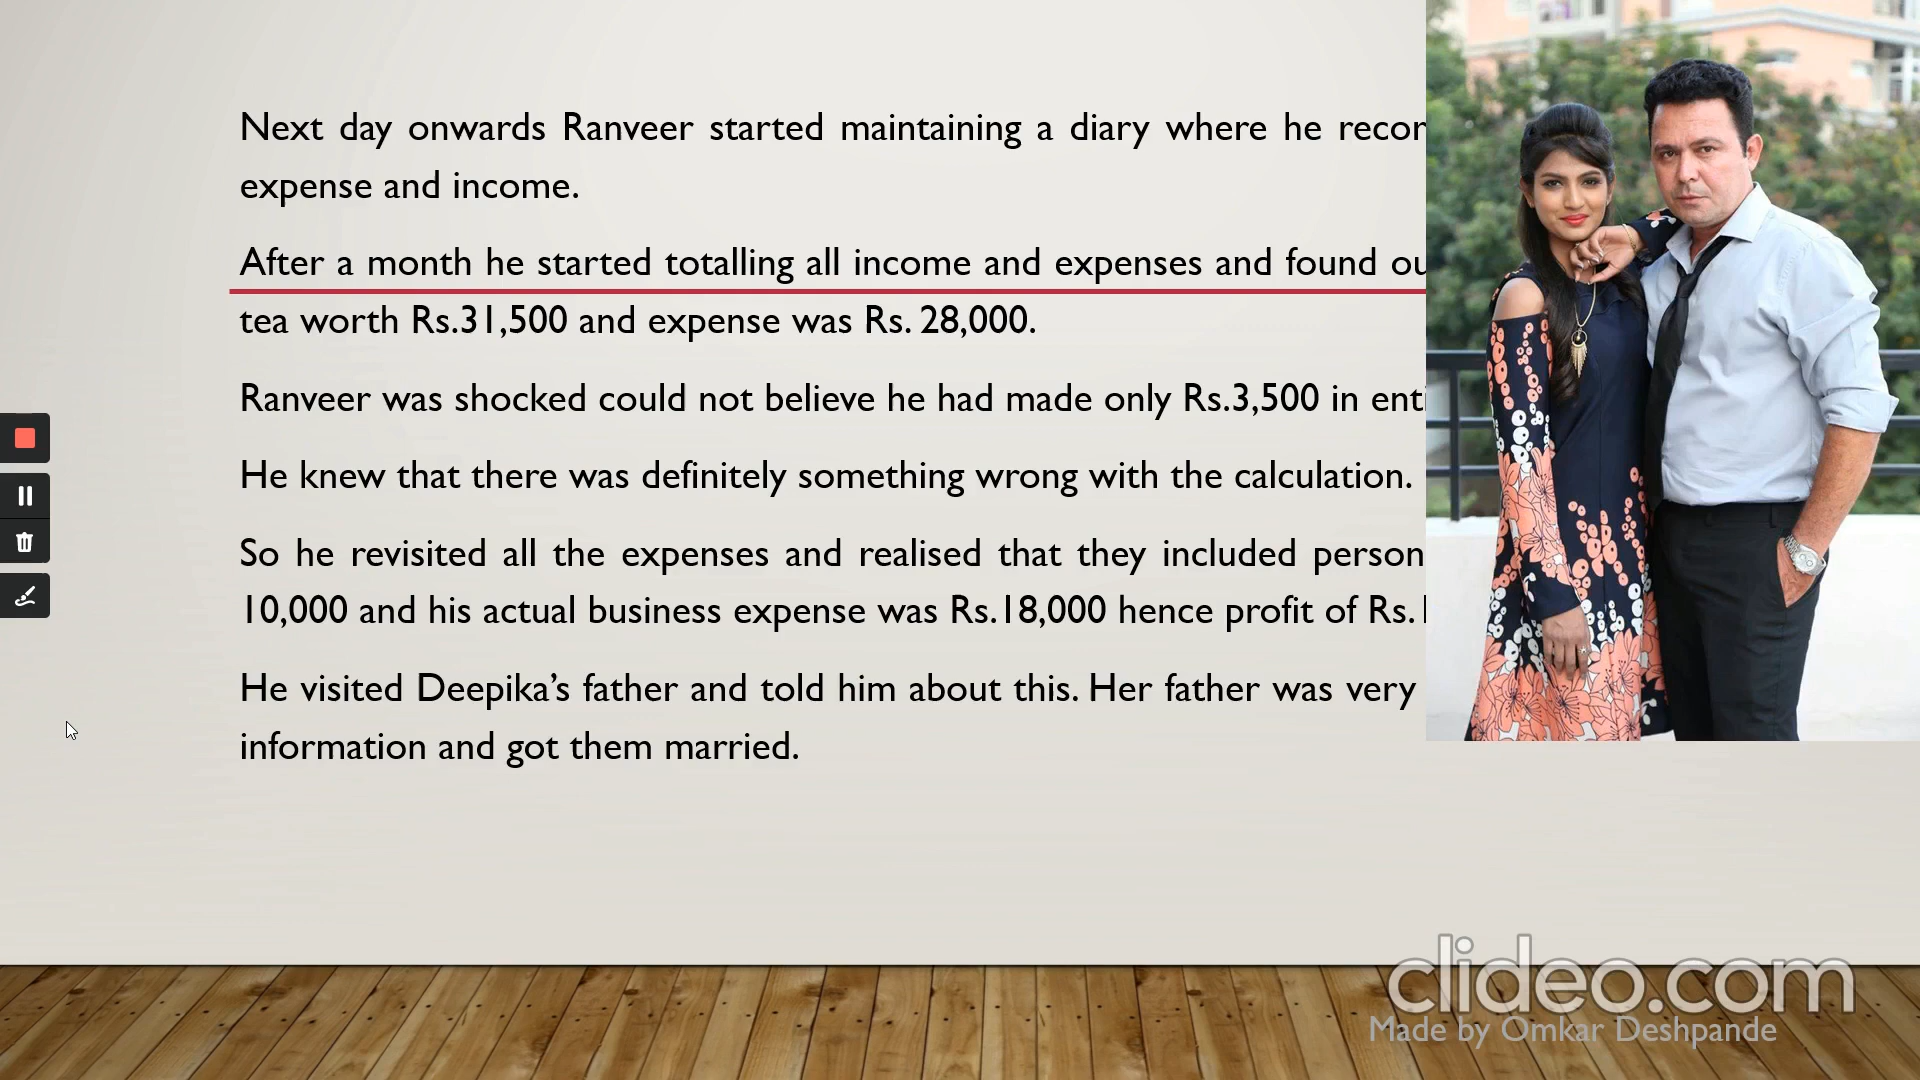 Next day onwards Ranveer started maintaining a diary where he
expense and income.
After a month he started totalling all income and expenses and found
tea worth Rs.31,500 and expense was Rs. 28,000.
Ranveer was shocked could not believe he had made only Rs.3,500 in
He knew that there was definitely something wrong with the calculation.
So he revisited all the expenses and realised that they included
10,000 and his actual business expense was Rs.18,000 hence profit of Rs.
He visited Deepika’s father and told him about this. Her father was very
information and got them married.
clideo.com
Made by Omkar Deshpande